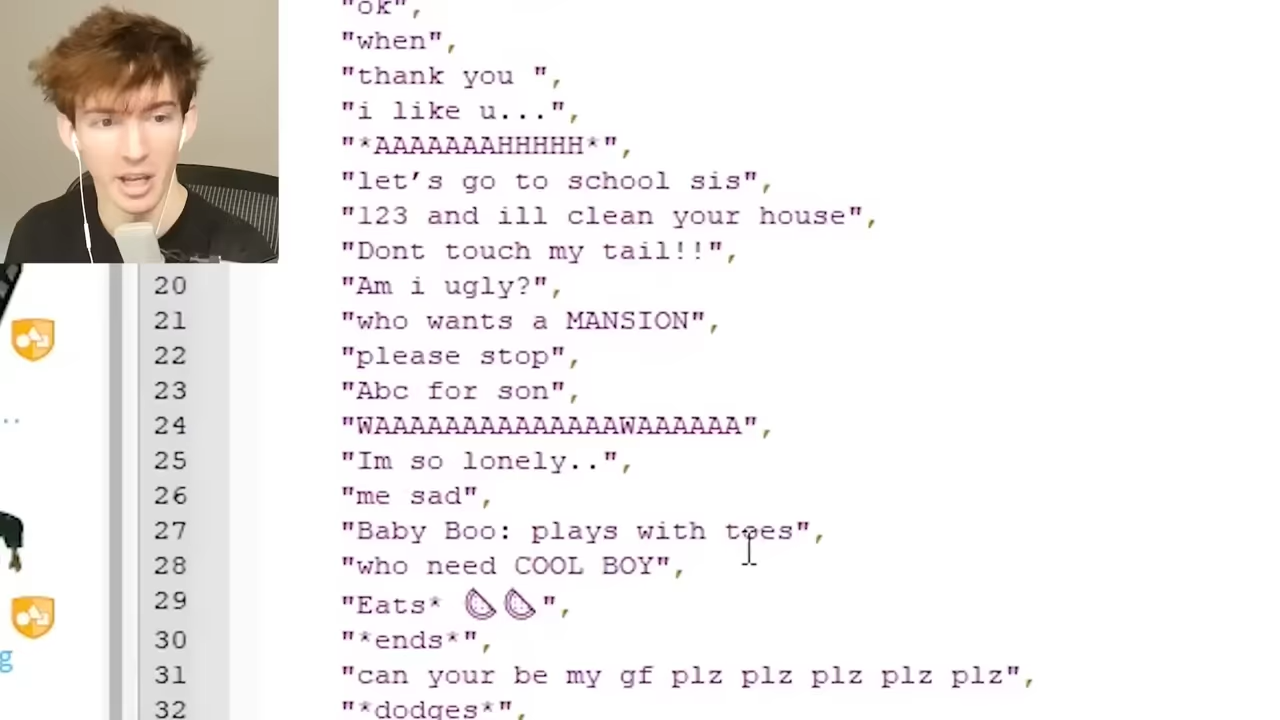 "ok",
"when",
"thank you ",
"i like u...",
"*AAAAAAAHHHHH*",
"let’s go to school sis",
"123 and ill clean your house",
"Dont touch my tail!!",
20 "Am i ugly?",
21 "who wants a MANSION",
22 "please stop",
23 "Abc for son",
24 "WAAAAAAAAAAAAAAWAAAAAA",
25 "Im so lonely..",
26 "me sad",
27 "Baby Boo: plays with toes",
28 "who need COOL BOY",
29 "Eats* 🍉🍉",
30 "*ends*",
31 "can your be my gf plz plz plz plz plz",
32 "*dodges*",
g